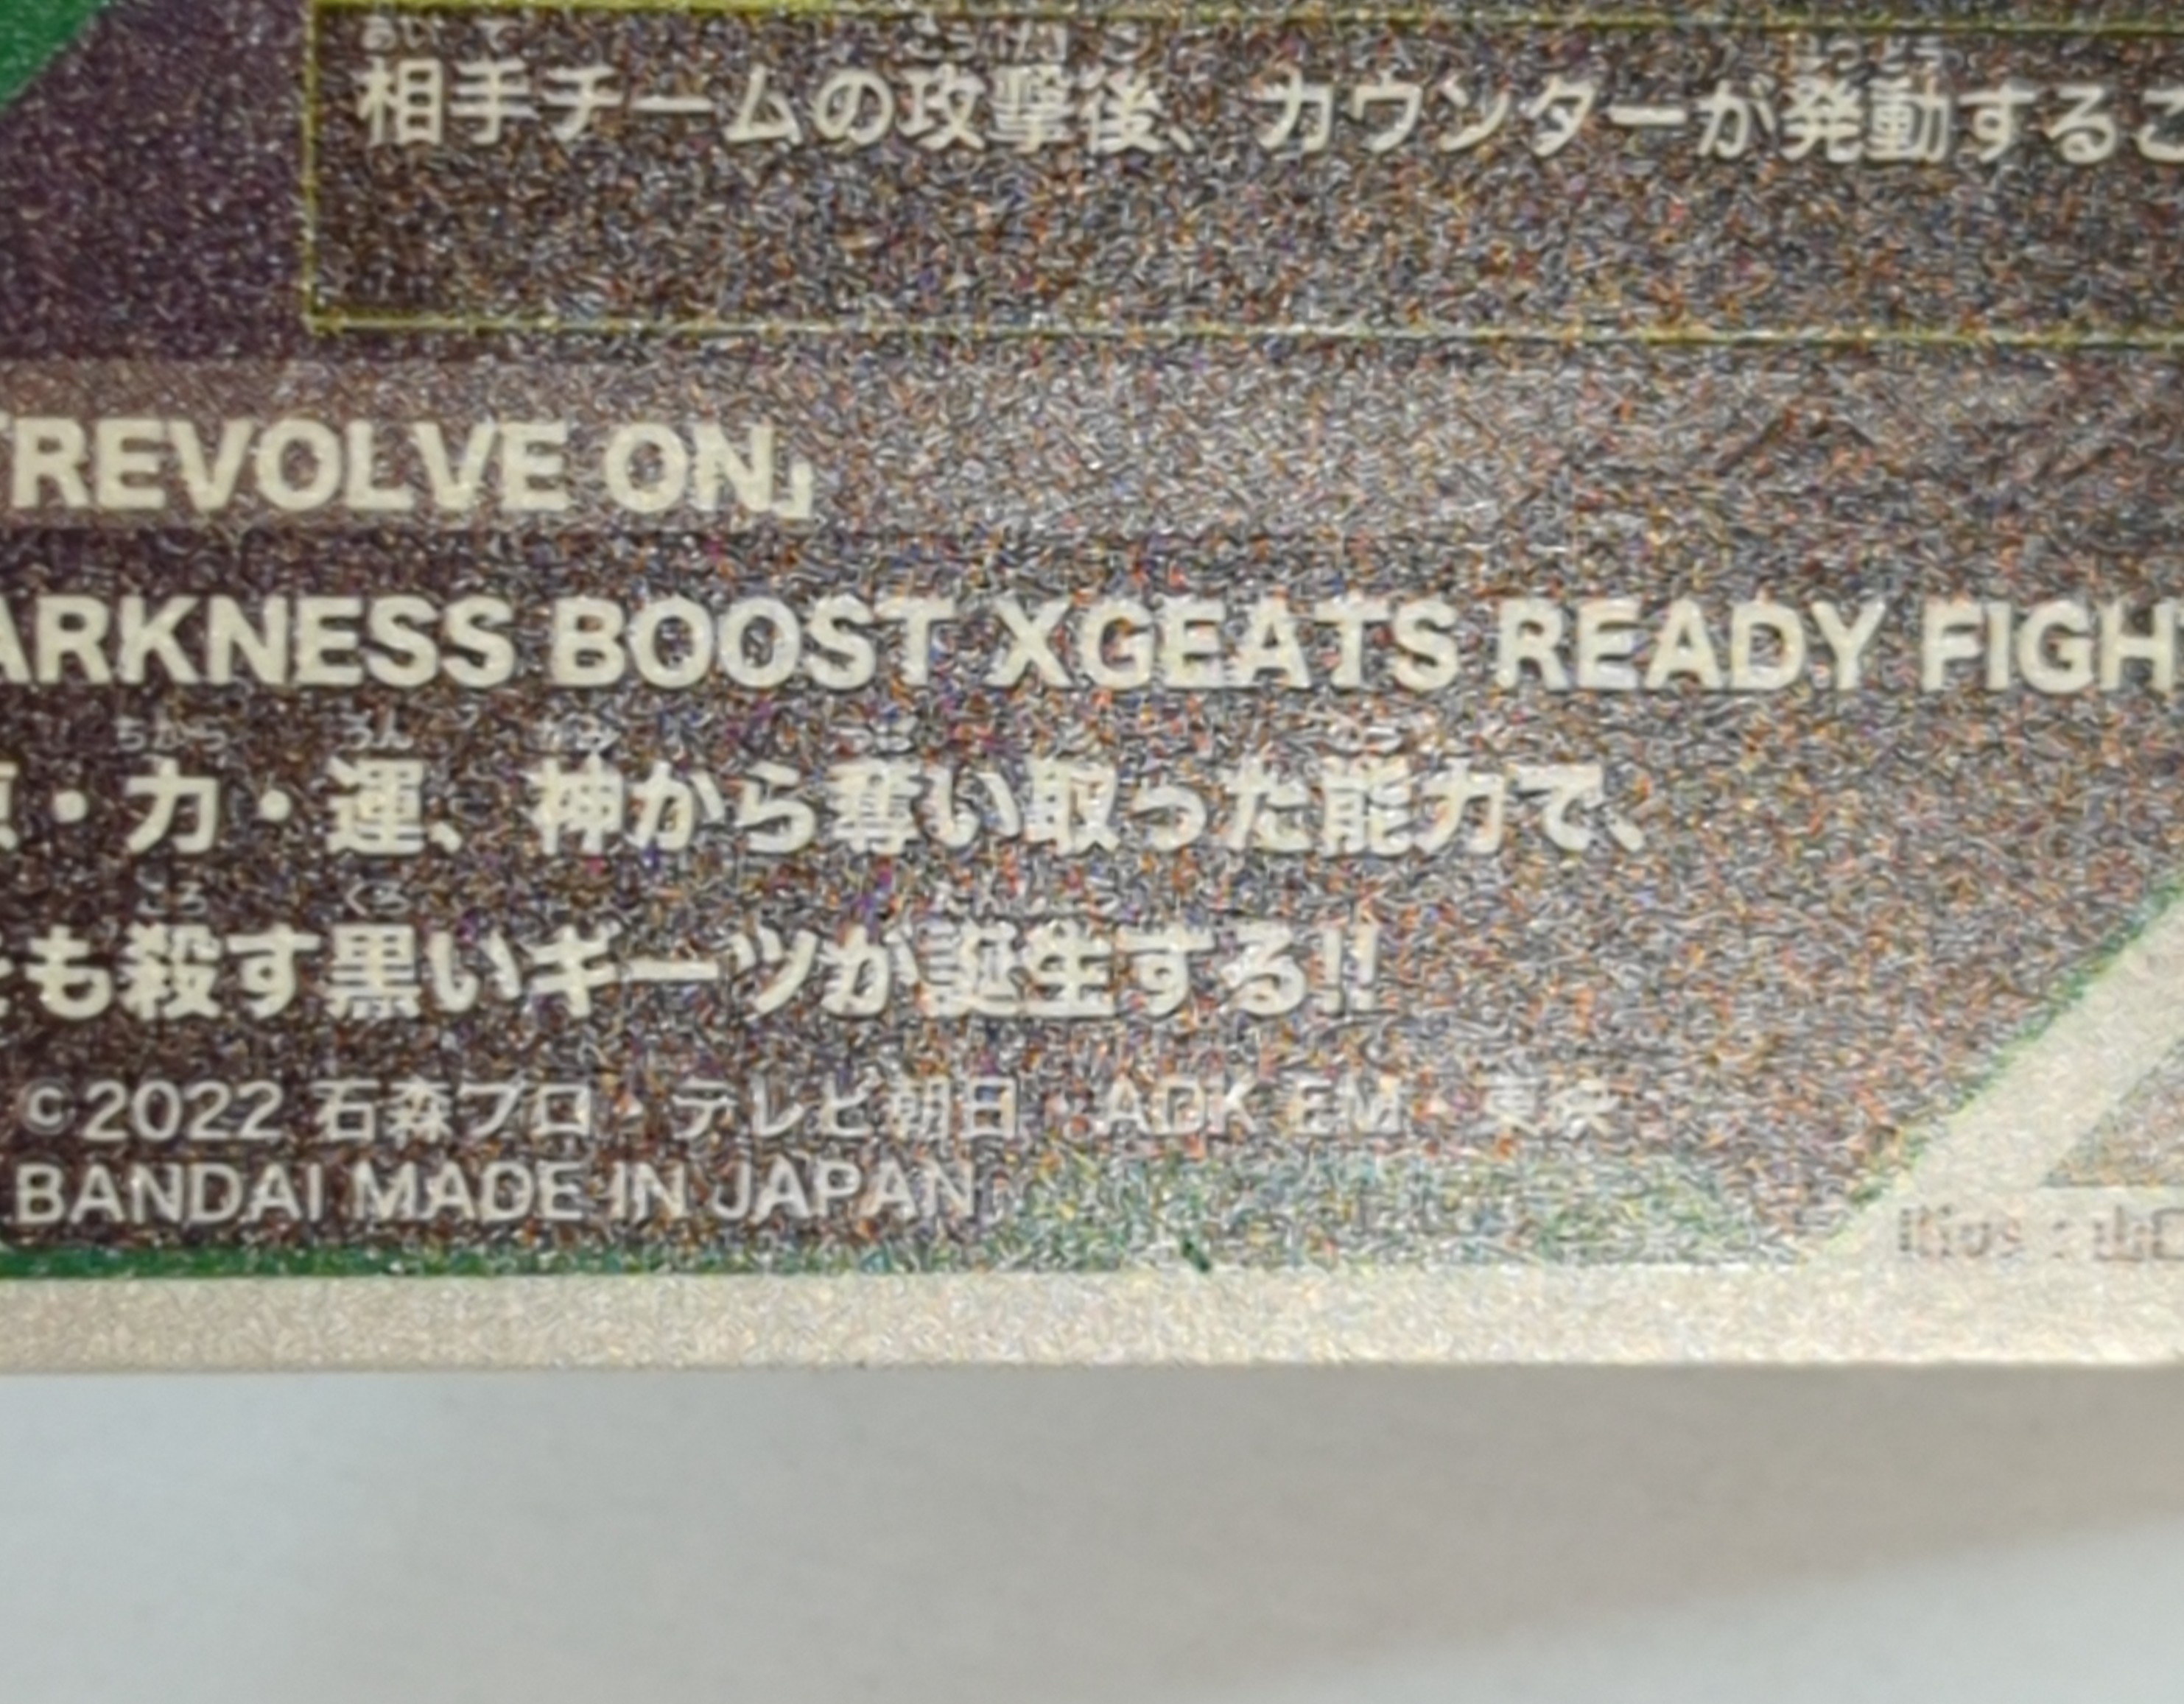 相手チームの攻撃後、カウンターが発動するこ
「REVOLVE ON」
ARKNESS BOOST XGEATS READY FIGH
・力・運、神から奪い取った能力で、
も殺す黒いギーツが誕生する!!
©2022 石森プロ・テレビ朝日・ADK EM・東映
BANDAI MADE IN JAPAN
illus:山